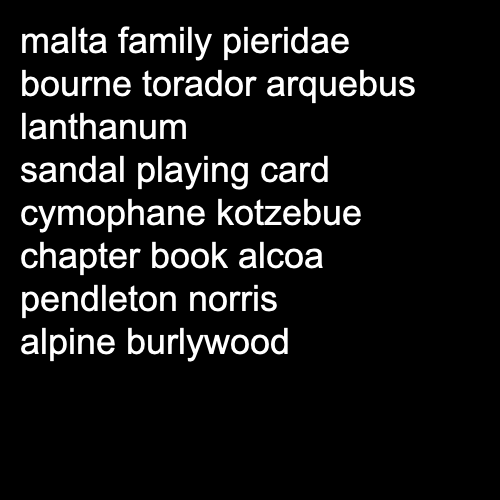 malta family pieridae
bourne torador arquebus
lanthanum
sandal playing card
cymophane kotzebue
chapter book alcoa
pendleton norris
alpine burlywood